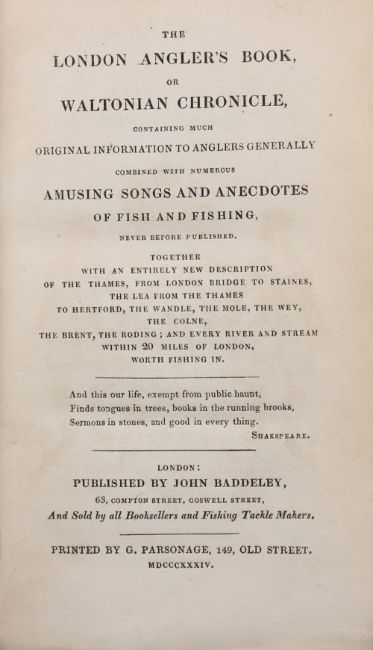 THE
LONDON ANGLER'S BOOK,
OR
WALTONIAN CHRONICLE,
CONTAINING MUCH
ORIGINAL INFORMATION TO ANGLERS GENERALLY
COMBINED WITH NUMEROUS
AMUSING SONGS AND ANECDOTES
OF FISH AND FISHING,
NEVER BEFORE PUBLISHED.
TOGETHER
WITH AN ENTIRELY NEW DESCRIPTION
OF THE THAMES, FROM LONDON BRIDGE TO STAINES,
THE LEA FROM THE THAMES
TO HERTFORD, THE WANDLE, THE MOLE, THE WEY,
THE COLNE,
THE BRENT, THE RODING; AND EVERY RIVER AND STREAM
WITHIN 20 MILES OF LONDON,
WORTH FISHING IN.
And this our life, exempt from public haunt,
Finds tongues in trees, books in the running brooks,
Sermons in stones, and good in every thing.
SHAKSPEARE.
LONDON:
PUBLISHED BY JOHN BADDELEY,
63, COMPTON STREET, GOSWELL STREET,
And Sold by all Booksellers and Fishing Tackle Makers.
PRINTED BY G. PARSONAGE, 149, OLD STREET.
MDCCCXXXIV.